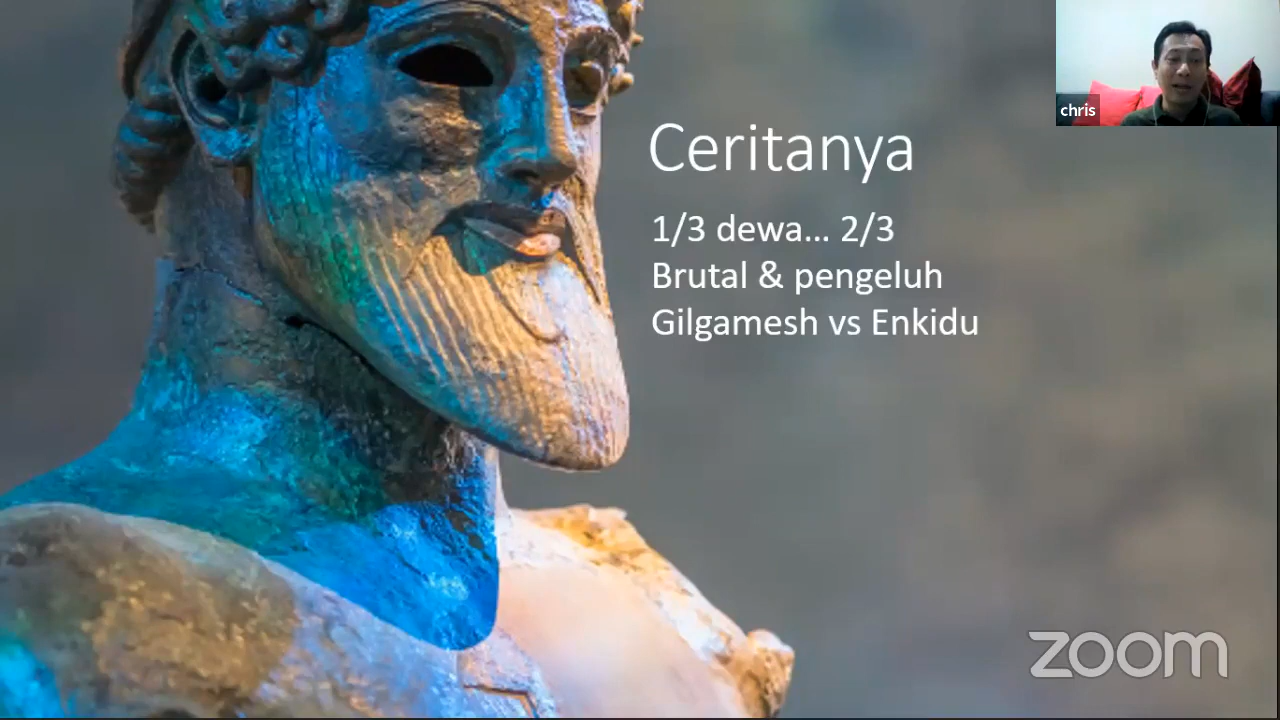 chris
Ceritanya
1/3 dewa... 2/3
Brutal & pengeluh
Gilgamesh vs Enkidu
zoom